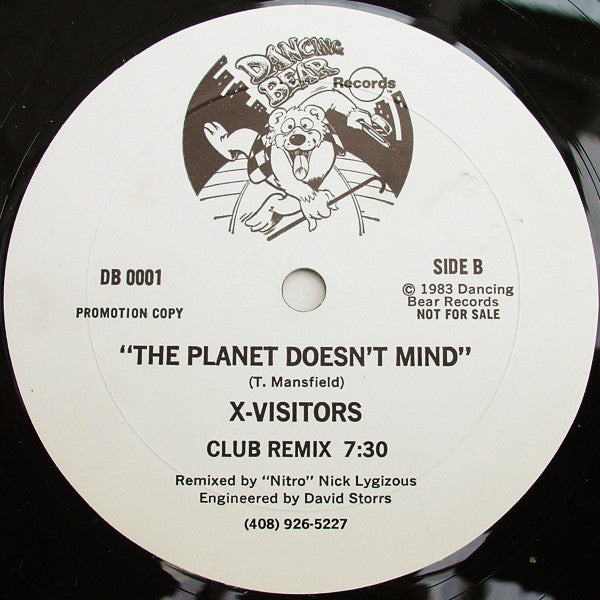 DANCING
BEAR
Records
DB 0001
PROMOTION COPY
SIDE B
© 1983 Dancing
Bear Records
NOT FOR SALE
"THE PLANET DOESN'T MIND"
(T. Mansfield)
X-VISITORS
CLUB REMIX 7:30
Remixed by "Nitro" Nick Lygizous
Engineered by David Storrs
(408) 926-5227